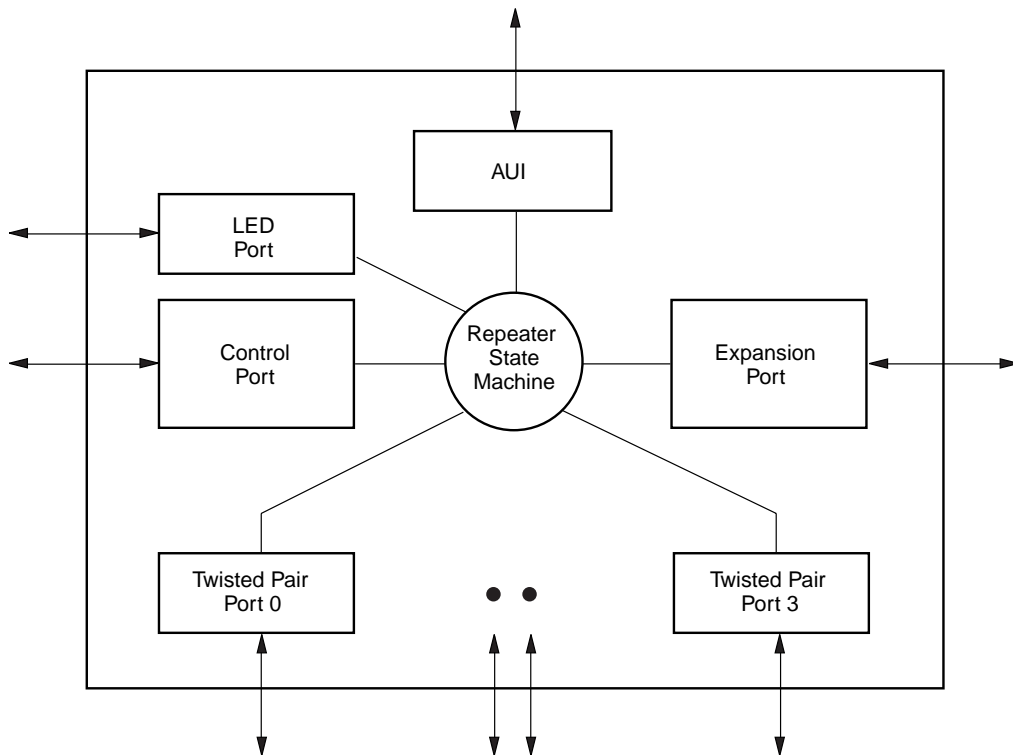 AUI
LED
Port
Repeater
State
Machine
Control
Port
Expansion
Port
Twisted Pair
Port 0
Twisted Pair
Port 3